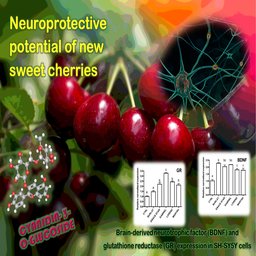 Neuroprotective
potential of new
sweet cherries
GR
BDNF
CYANIDIN-3-
O-GLUCOSIDE
Brain-derived neurotrophic factor (BDNF) and
glutathione reductase (GR) expression in SH-SY5Y cells